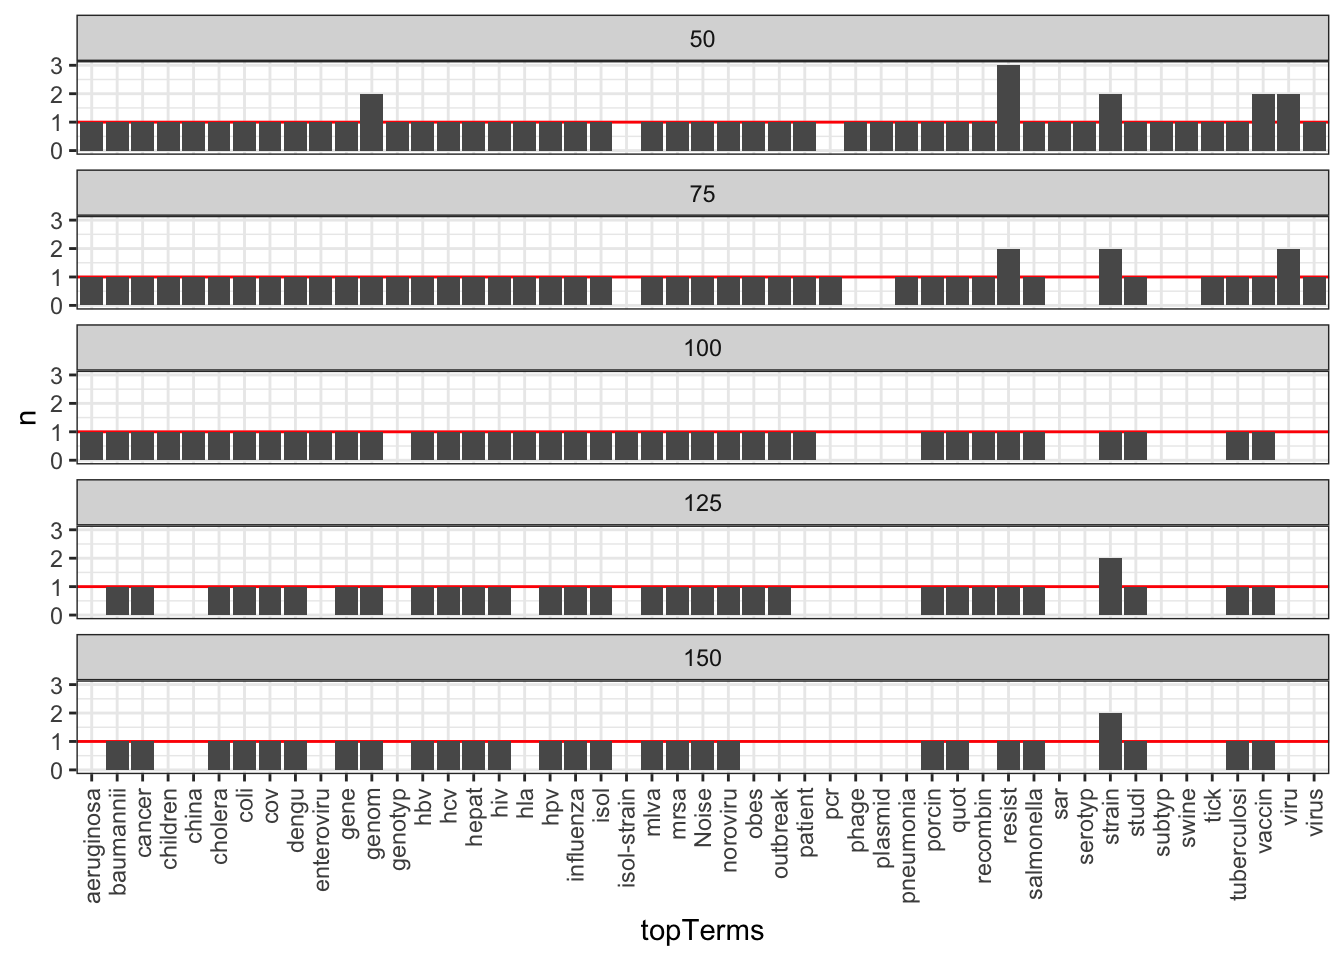 50
3
2
1
0
75
3
2
1
0
100
3
2
1
0
125
3
2
1
0
150
3
2
1
0
n
aeruginosa
baumannii
cancer
children
china
cholera
coli
cov
dengu
enteroviru
gene
genom
genotyp
hbv
hcv
hepat
hiv
hla
hpv
influenza
isol
isol-strain
mlva
mrsa
Noise
noroviru
obes
outbreak
patient
pcr
phage
plasmid
pneumonia
porcin
quot
recombin
resist
salmonella
sar
serotyp
strain
studi
subtyp
swine
tick
tuberculosi
vaccin
viru
virus
topTerms